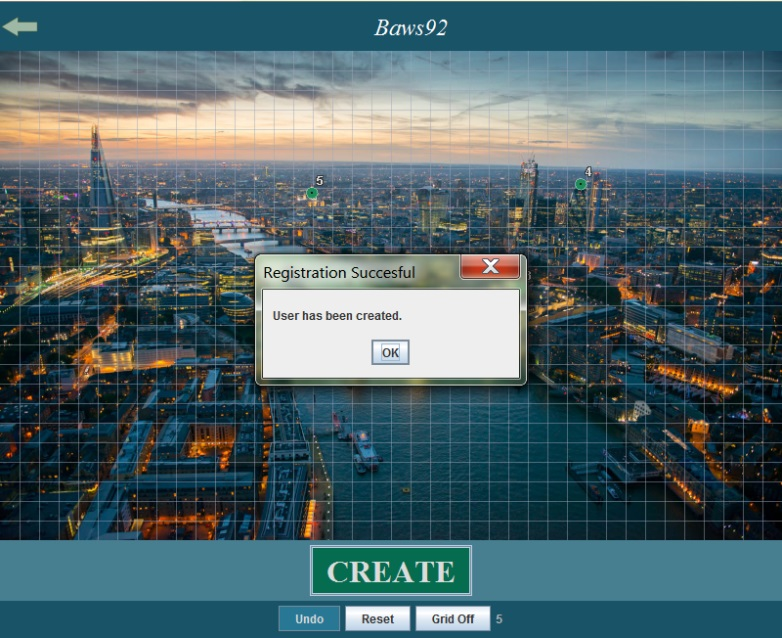 Baws92
5
4
Registration Succesful
User has been created.
OK
CREATE
Undo
Reset
Grid Off
5